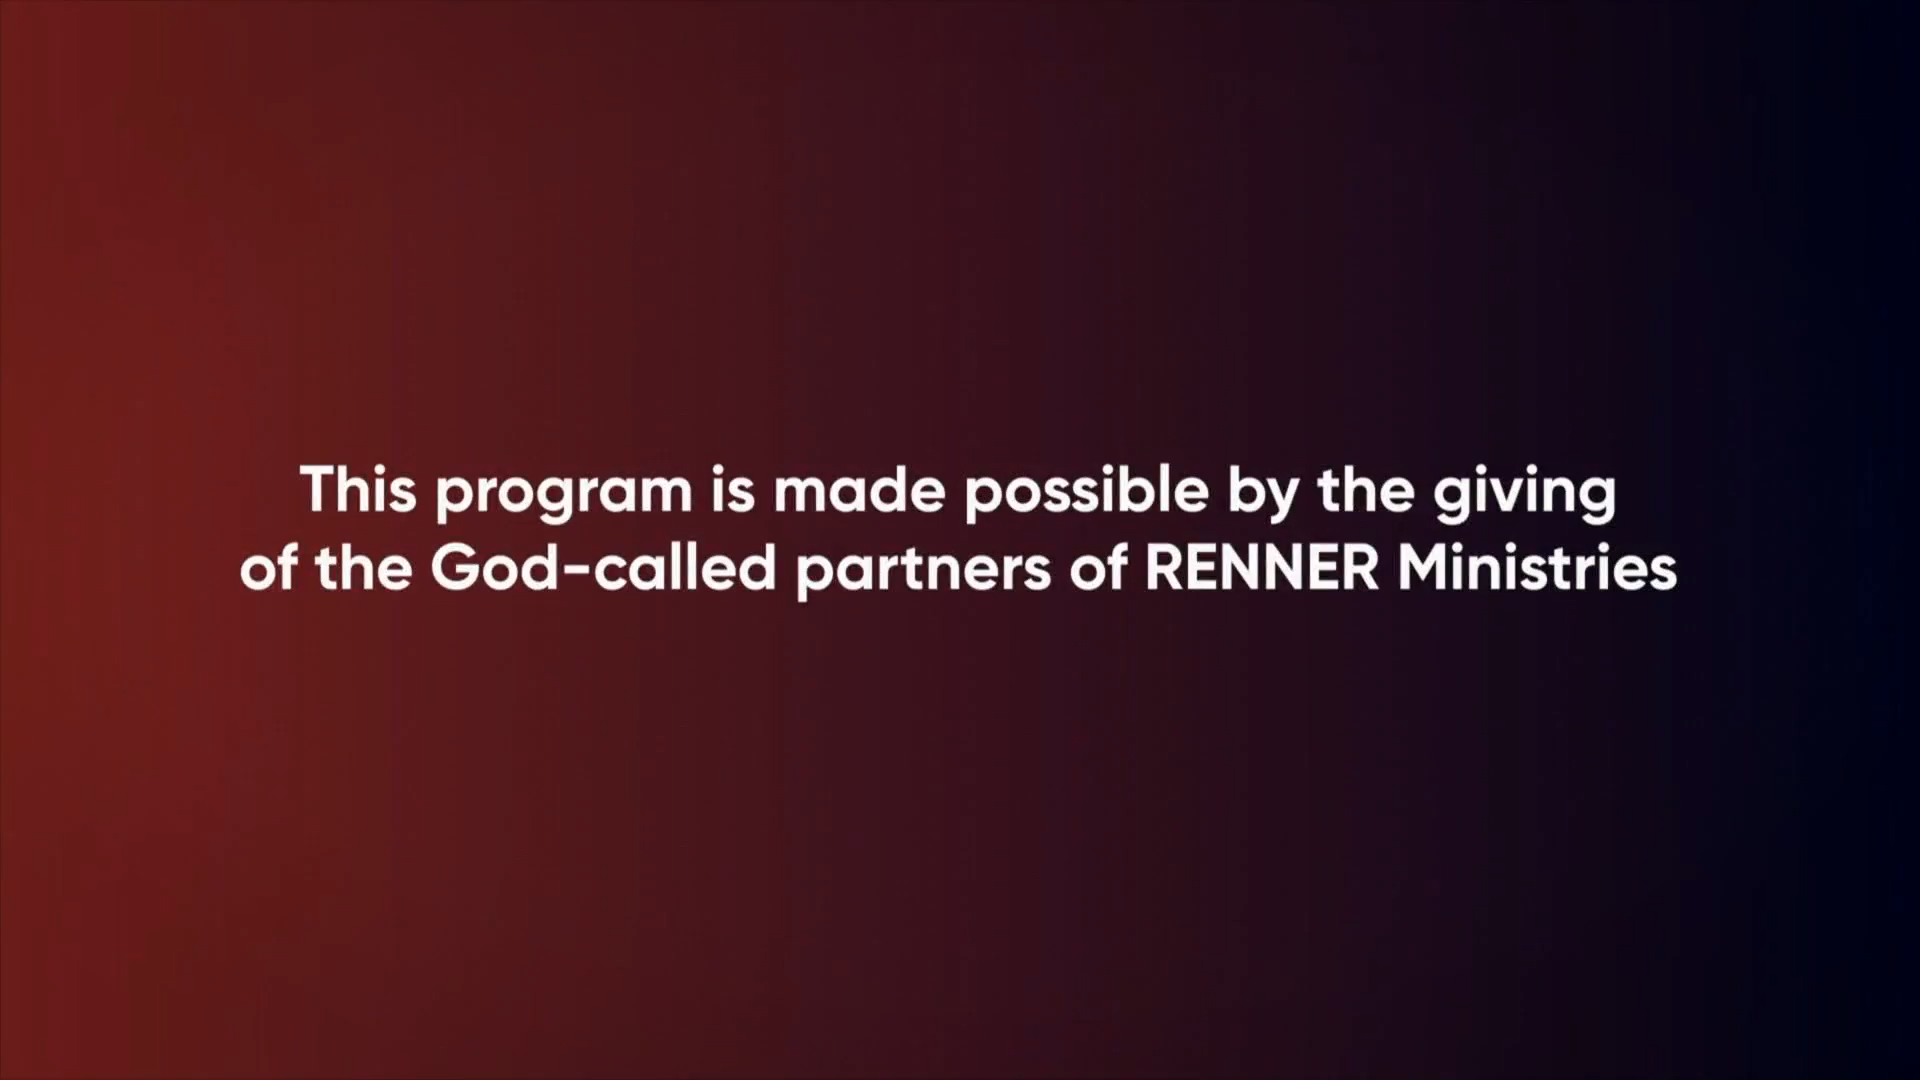 This program is made possible by the giving
of the God-called partners of RENNER Ministries